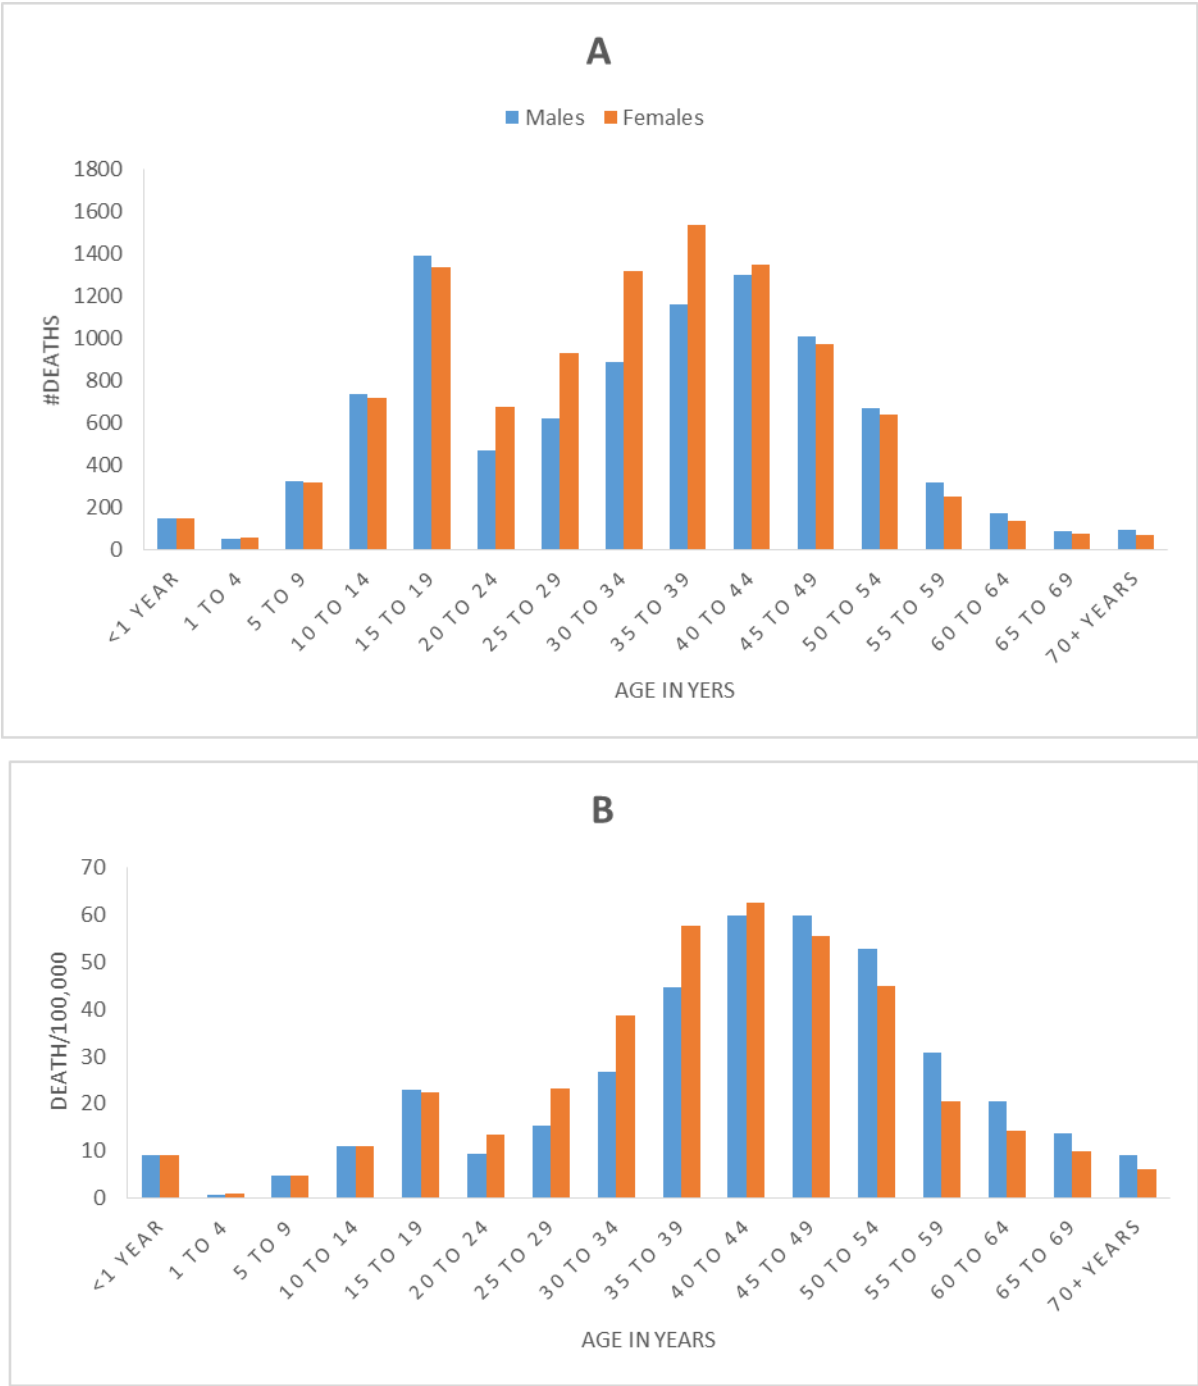 A
Males Females
1800
1600
1400
1200
1000
800
600
400
200
0
#DEATHS
<1 YEAR
1 TO 4
5 TO 9
10 TO 14
15 TO 19
20 TO 24
25 TO 29
30 TO 34
35 TO 39
40 TO 44
45 TO 49
50 TO 54
55 TO 59
60 TO 64
65 TO 69
70+ YEARS
AGE IN YERS
B
70
60
50
40
30
20
10
0
DEATH/100,000
<1 YEAR
1 TO 4
5 TO 9
10 TO 14
15 TO 19
20 TO 24
25 TO 29
30 TO 34
35 TO 39
40 TO 44
45 TO 49
50 TO 54
55 TO 59
60 TO 64
65 TO 69
70+ YEARS
AGE IN YEARS